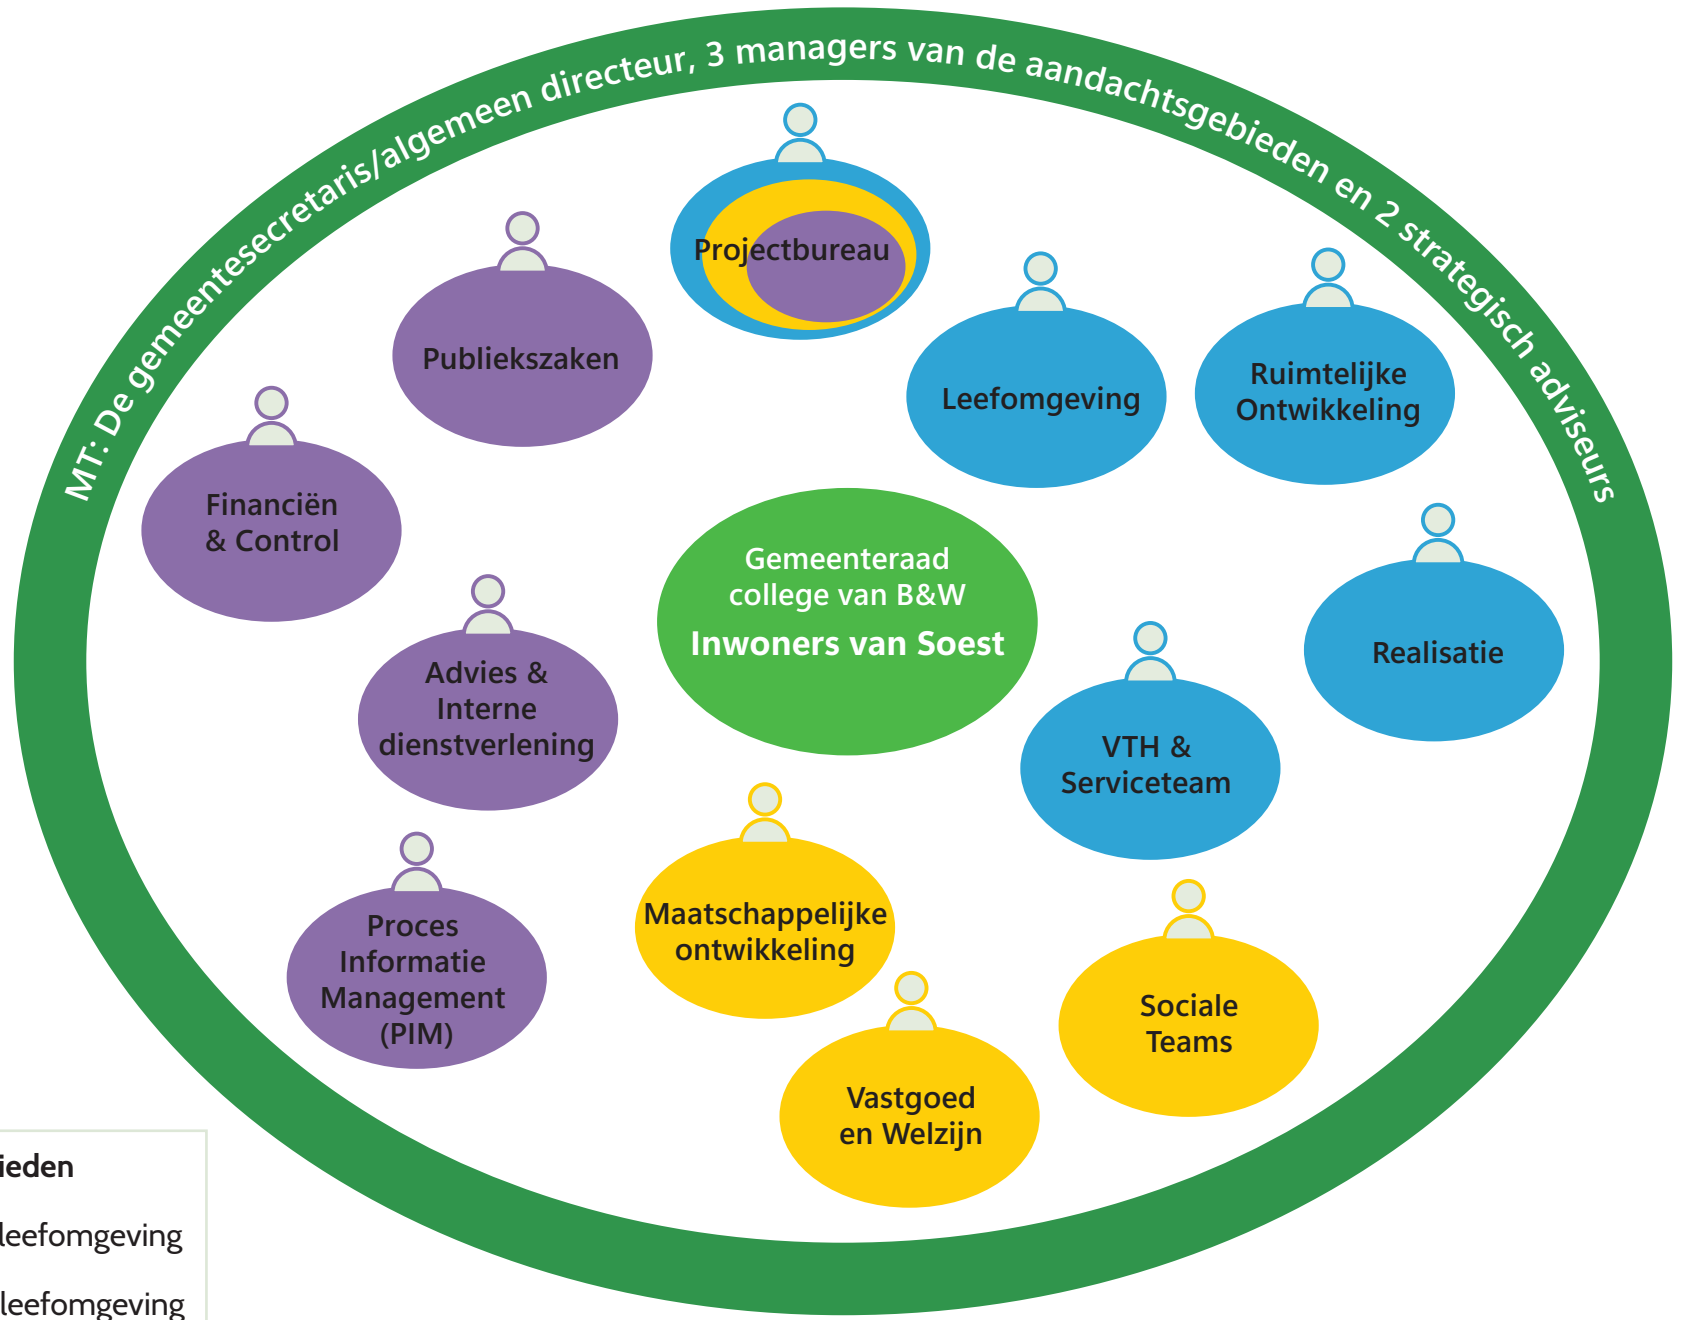 MT: De gemeentesecretaris/algemeen directeur, 3 managers van de aandachtsgebieden en 2 strategisch adviseurs
Projectbureau
Publiekszaken
Leefomgeving
Ruimtelijke
Ontwikkeling
Financiën
& Control
Gemeenteraad
college van B&W
Inwoners van Soest
Realisatie
Advies &
Interne
dienstverlening
VTH &
Serviceteam
Maatschappelijke
ontwikkeling
Proces
Informatie
Management
(PIM)
Sociale
Teams
Vastgoed
en Welzijn
ieden
leefomgeving
leefomgeving